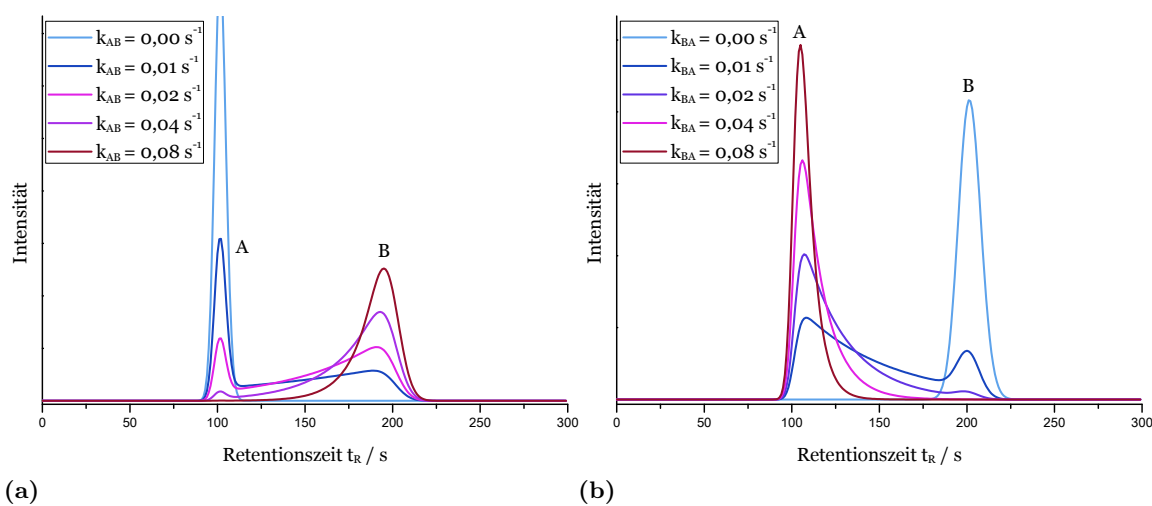 k_AB = 0,00 s⁻¹
k_AB = 0,01 s⁻¹
k_AB = 0,02 s⁻¹
k_AB = 0,04 s⁻¹
k_AB = 0,08 s⁻¹
A
B
Intensität
0
50
100
150
200
250
300
Retentionszeit t_R / s
(a)
k_BA = 0,00 s⁻¹
k_BA = 0,01 s⁻¹
k_BA = 0,02 s⁻¹
k_BA = 0,04 s⁻¹
k_BA = 0,08 s⁻¹
A
B
Intensität
0
50
100
150
200
250
300
Retentionszeit t_R / s
(b)